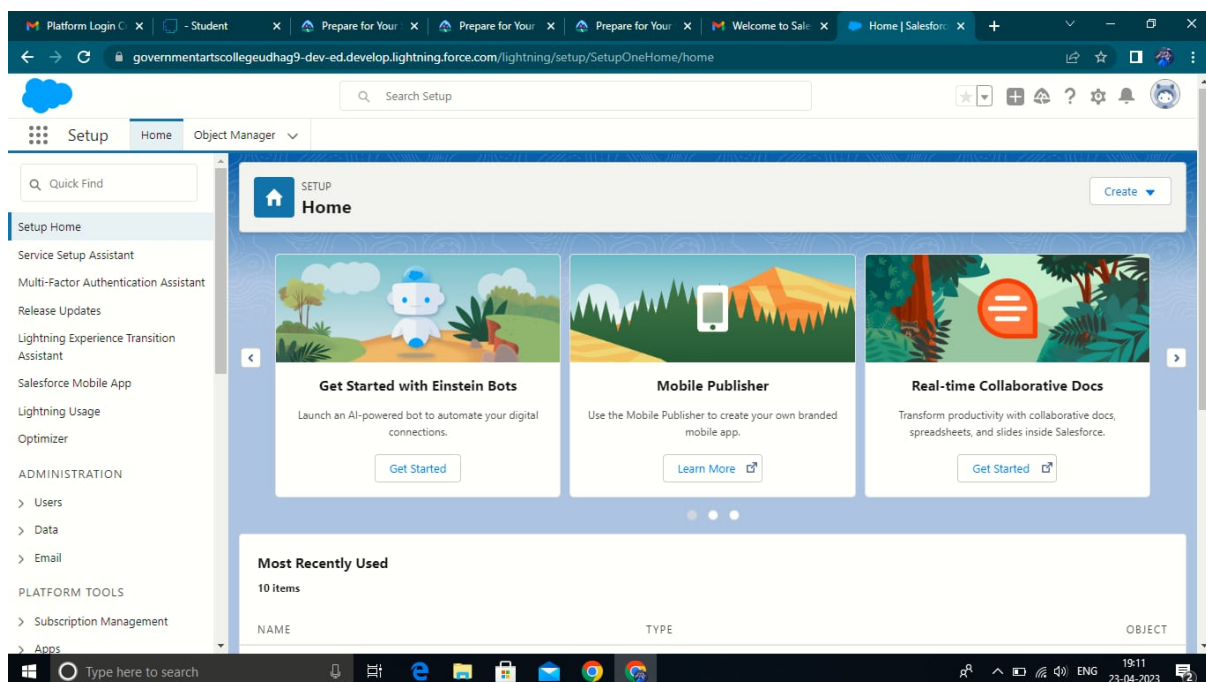 Platform Login C
- Student
Prepare for Your S
Prepare for Your
Prepare for Your
Welcome to Sale
Home | Salesforc
governmentartscollegeudhag9-dev-ed.develop.lightning.force.com/lightning/setup/SetupOneHome/home
Search Setup
Setup
Home
Object Manager
Quick Find
Setup Home
Service Setup Assistant
Multi-Factor Authentication Assistant
Release Updates
Lightning Experience Transition
Assistant
Salesforce Mobile App
Lightning Usage
Optimizer
ADMINISTRATION
Users
Data
Email
PLATFORM TOOLS
Subscription Management
Apps
SETUP
Home
Create
Get Started with Einstein Bots
Launch an AI-powered bot to automate your digital
connections.
Get Started
Mobile Publisher
Use the Mobile Publisher to create your own branded
mobile app.
Learn More
Real-time Collaborative Docs
Transform productivity with collaborative docs,
spreadsheets, and slides inside Salesforce.
Get Started
Most Recently Used
10 items
NAME
TYPE
OBJECT
Type here to search
ENG
19:11
23-04-2023
2